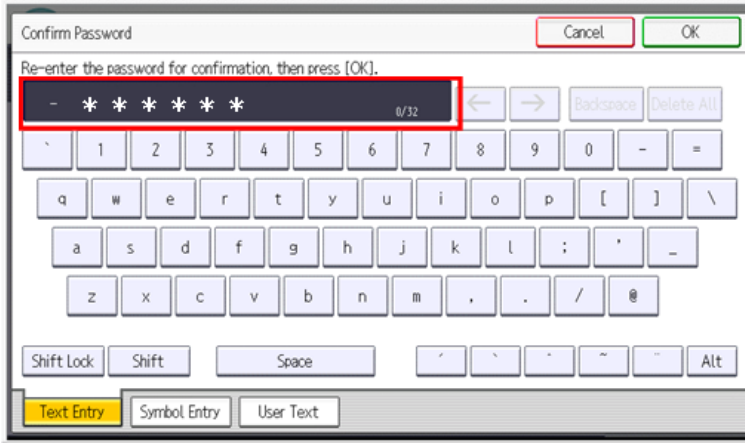 Confirm Password Cancel OK
Re-enter the password for confirmation, then press [OK].
- * * * * * * 0/32 ← → Backspace Delete All
` 1 2 3 4 5 6 7 8 9 0 - =
q w e r t y u i o p [ ] \
a s d f g h j k l ; ' _
z x c v b n m , . / @
Shift Lock Shift Space ´ ` ^ ~ ¨ Alt
Text Entry Symbol Entry User Text